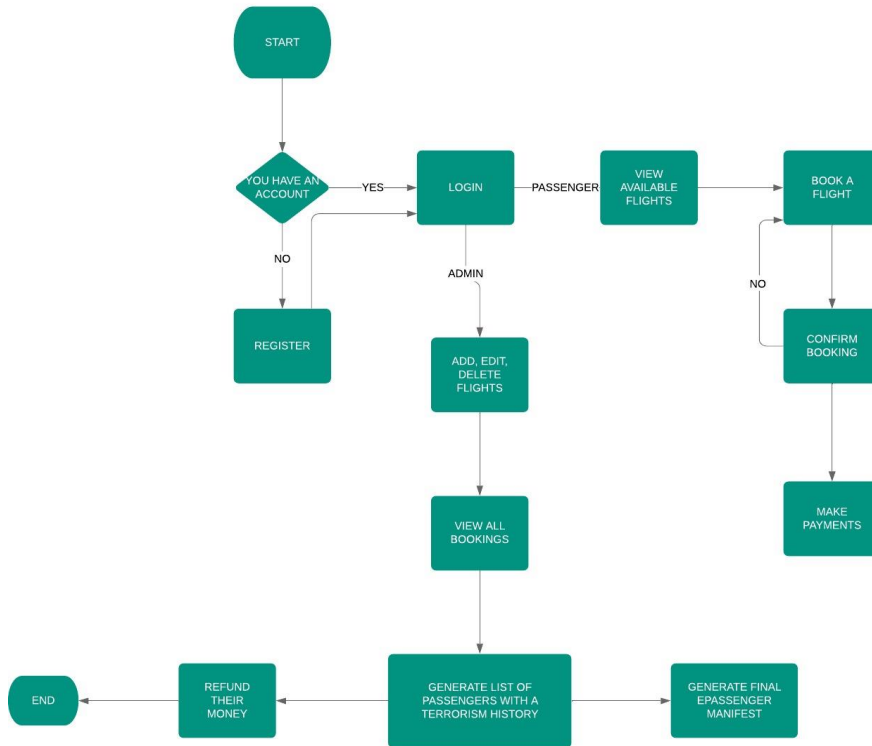 START
YOU HAVE AN
ACCOUNT
YES
LOGIN
PASSENGER
VIEW
AVAILABLE
FLIGHTS
BOOK A
FLIGHT
NO
ADMIN
NO
REGISTER
CONFIRM
BOOKING
ADD, EDIT,
DELETE
FLIGHTS
VIEW ALL
BOOKINGS
MAKE
PAYMENTS
END
REFUND
THEIR
MONEY
GENERATE LIST OF
PASSENGERS WITH A
TERRORISM HISTORY
GENERATE FINAL
EPASSENGER
MANIFEST